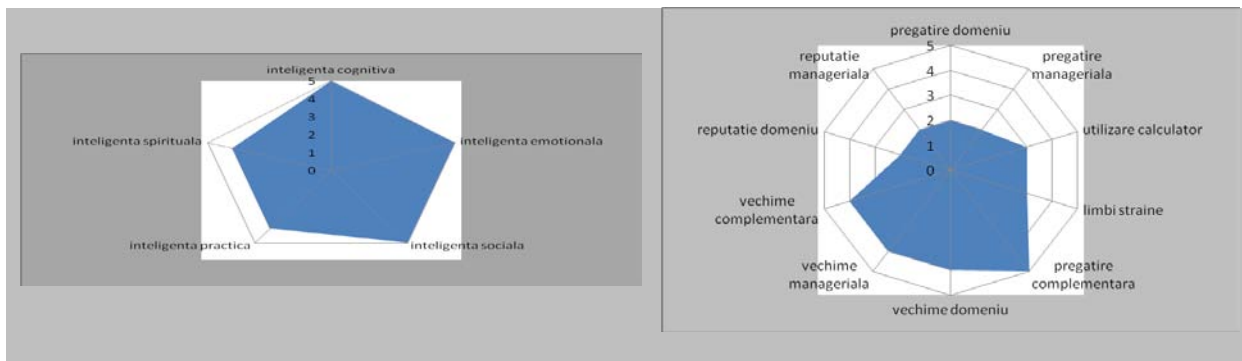 inteligenta cognitiva
5
4
3
2
1
0
inteligenta spirituala
inteligenta emotionala
inteligenta practica
inteligenta sociala
pregatire domeniu
5
4
3
2
1
0
reputatie
manageriala
pregatire
manageriala
reputatie domeniu
utilizare calculator
vechime
complementara
limbi straine
vechime
manageriala
pregatire
complementara
vechime domeniu